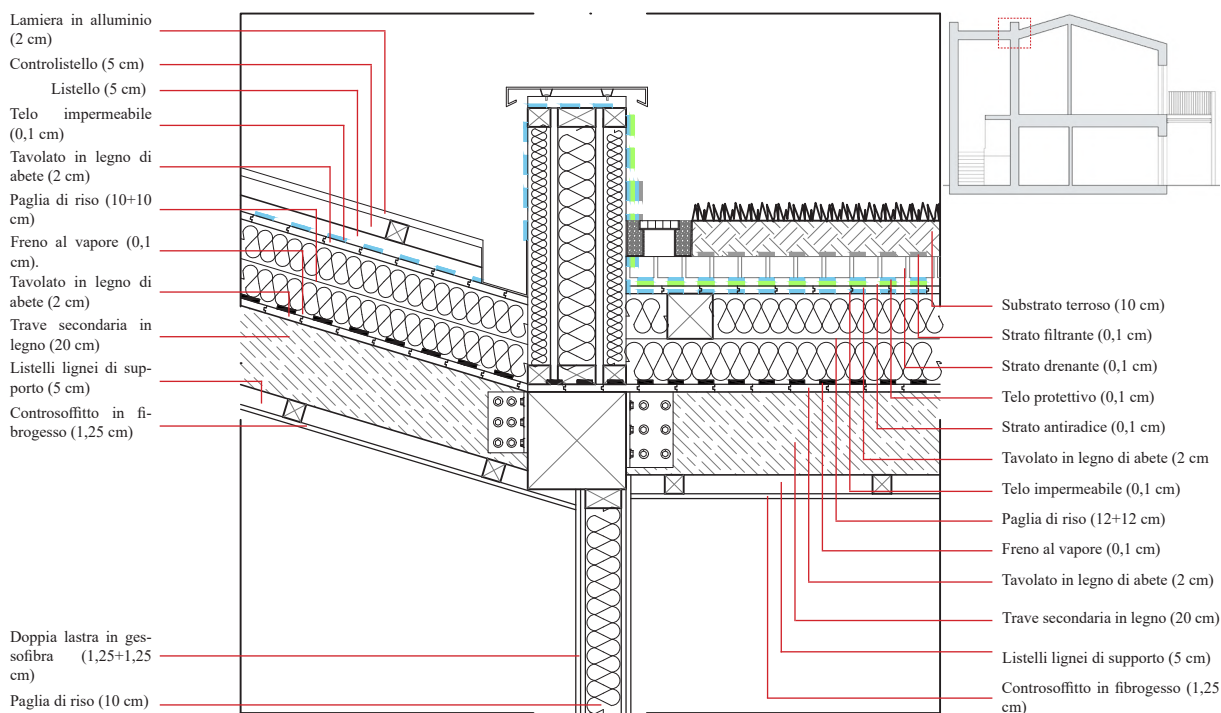 Lamiera in alluminio
(2 cm)
Controlistello (5 cm)
Listello (5 cm)
Telo impermeabile
(0,1 cm)
Tavolato in legno di
abete (2 cm)
Paglia di riso (10+10
cm)
Freno al vapore (0,1
cm).
Tavolato in legno di
abete (2 cm)
Trave secondaria in
legno (20 cm)
Listelli lignei di sup-
porto (5 cm)
Controsoffitto in fi-
brogesso (1,25 cm)
Doppia lastra in ges-
sofibra (1,25+1,25
cm)
Paglia di riso (10 cm)
Substrato terroso (10 cm)
Strato filtrante (0,1 cm)
Strato drenante (0,1 cm)
Telo protettivo (0,1 cm)
Strato antiradice (0,1 cm)
Tavolato in legno di abete (2 cm
Telo impermeabile (0,1 cm)
Paglia di riso (12+12 cm)
Freno al vapore (0,1 cm)
Tavolato in legno di abete (2 cm)
Trave secondaria in legno (20 cm)
Listelli lignei di supporto (5 cm)
Controsoffitto in fibrogesso (1,25
cm)